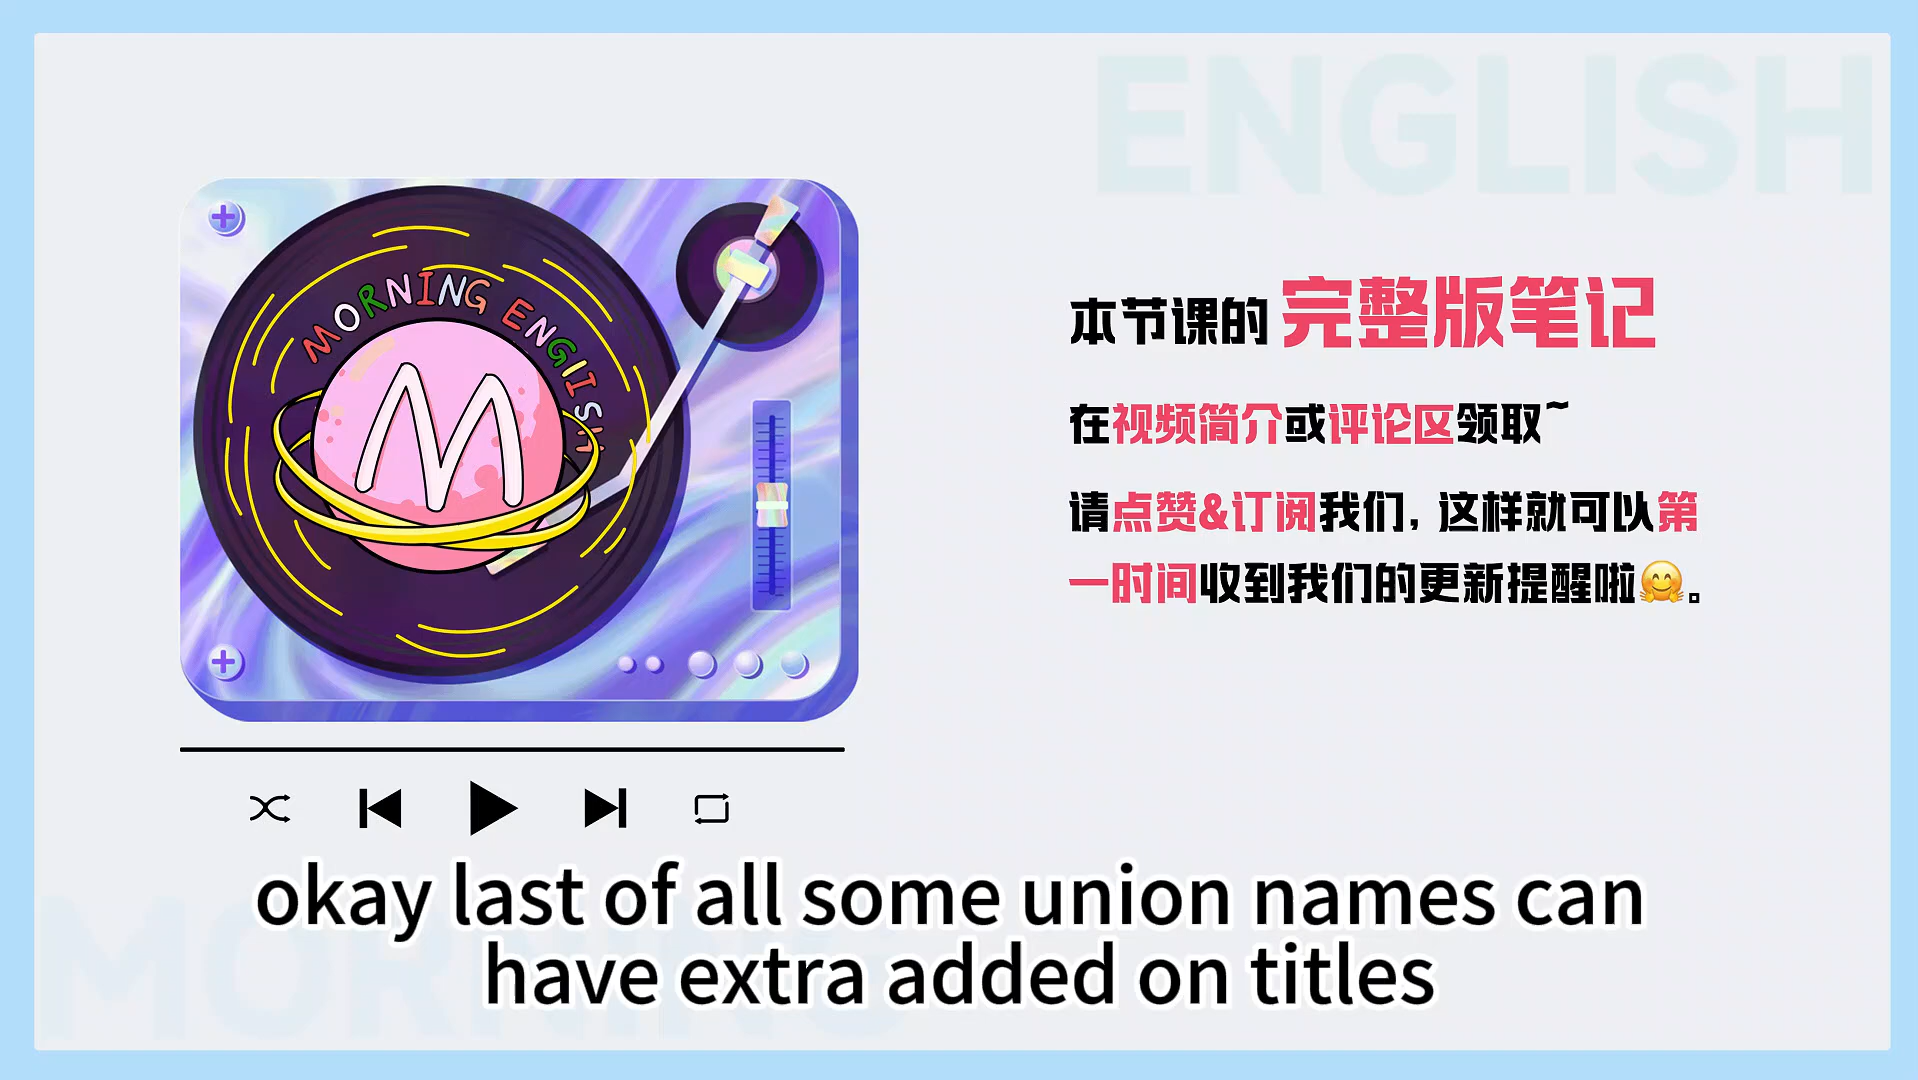 ENGLISH
MORNING ENGLISH
M
本节课的 完整版笔记
在视频简介或评论区领取~
请点赞&订阅我们，这样就可以第
一时间收到我们的更新提醒啦🤗。
okay last of all some union names can
have extra added on titles
MORNING